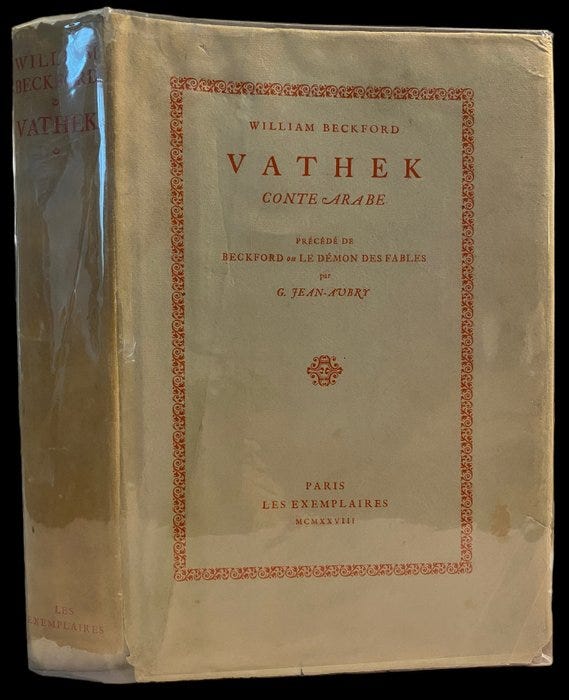 WILLIAM
BECKFORD
VATHEK
LES
EXEMPLAIRES
WILLIAM BECKFORD
VATHEK
CONTE ARABE
PRÉCÉDÉ DE
BECKFORD ou LE DÉMON DES FABLES
par
G. JEAN-AUBRY
PARIS
LES EXEMPLAIRES
MCMXXVIII